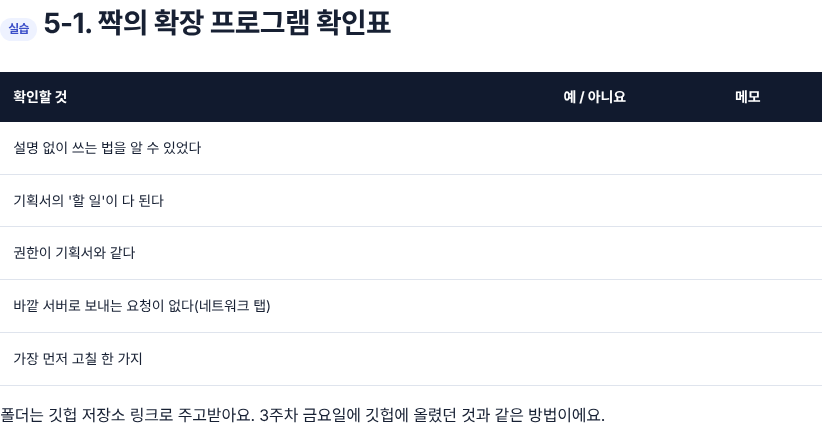 실습 5-1. 짝의 확장 프로그램 확인표
확인할 것 예 / 아니요 메모
설명 없이 쓰는 법을 알 수 있었다
기획서의 '할 일'이 다 된다
권한이 기획서와 같다
바깥 서버로 보내는 요청이 없다(네트워크 탭)
가장 먼저 고칠 한 가지
폴더는 깃헙 저장소 링크로 주고받아요. 3주차 금요일에 깃헙에 올렸던 것과 같은 방법이에요.